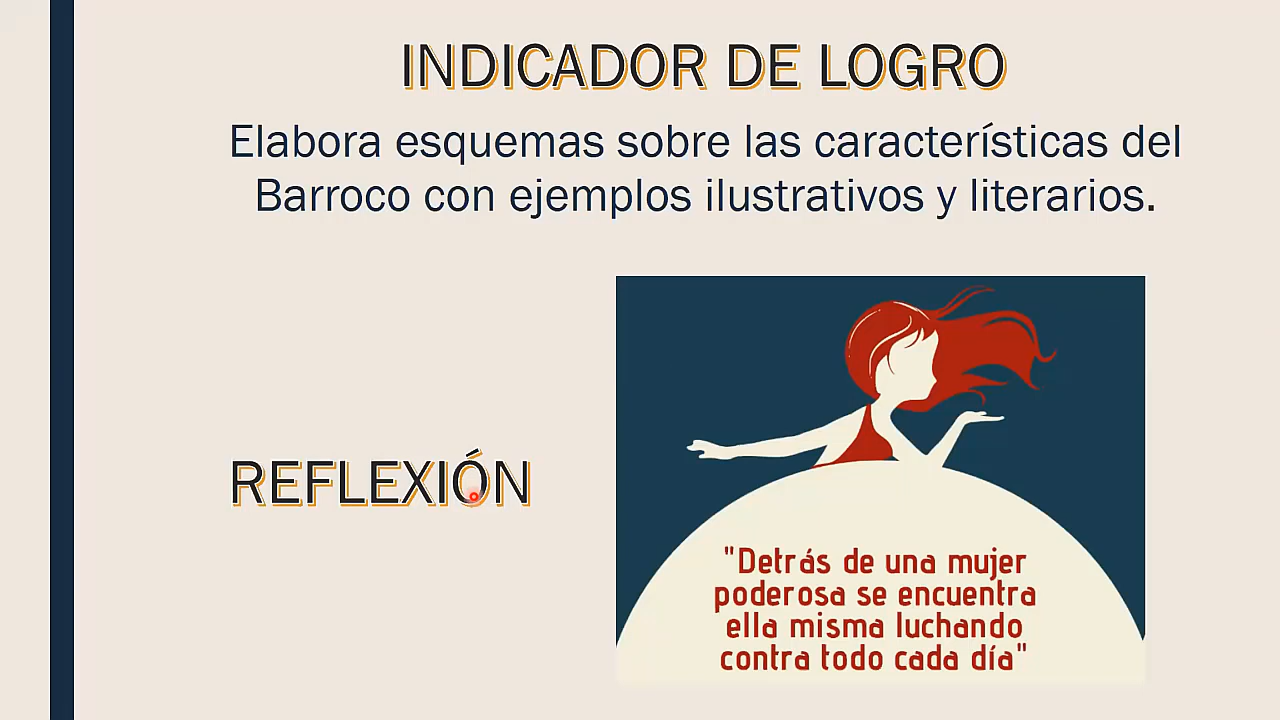 INDICADOR DE LOGRO
Elabora esquemas sobre las características del
Barroco con ejemplos ilustrativos y literarios.
REFLEXIÓN
"Detrás de una mujer
poderosa se encuentra
ella misma luchando
contra todo cada día"